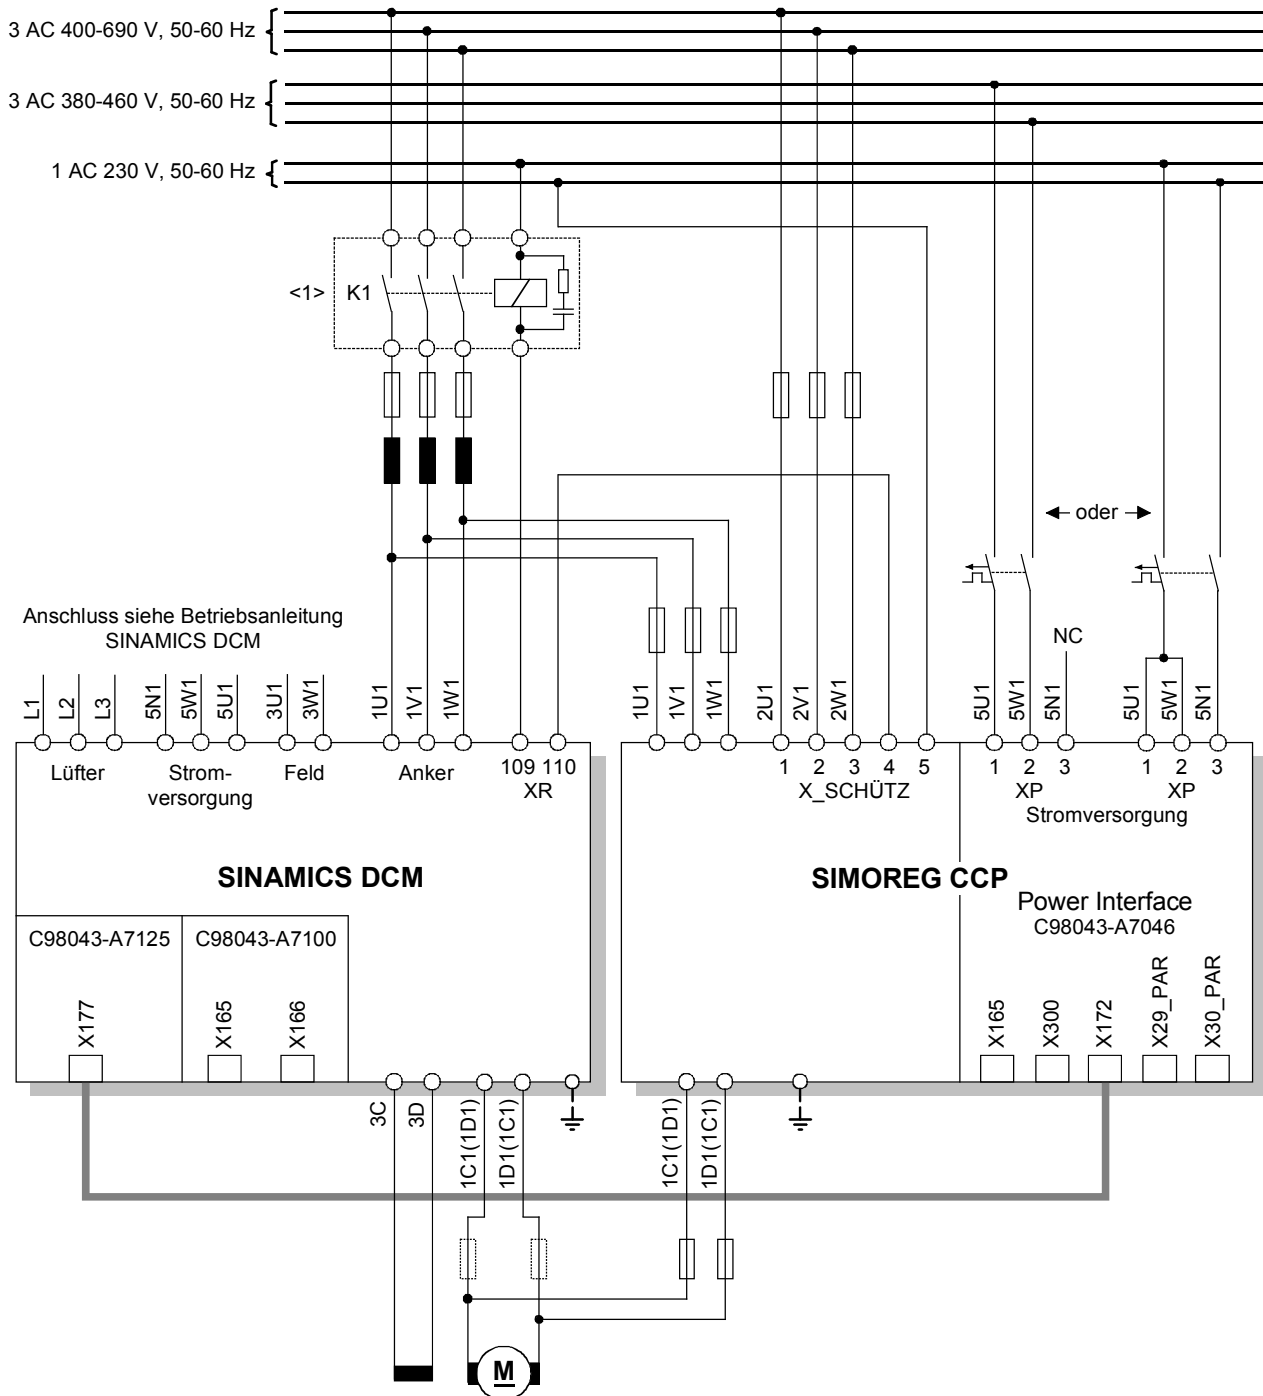 3 AC 400-690 V, 50-60 Hz
3 AC 380-460 V, 50-60 Hz
1 AC 230 V, 50-60 Hz
<1> K1
oder
Anschluss siehe Betriebsanleitung
SINAMICS DCM
NC
L1 L2 L3 5N1 5W1 5U1 3U1 3W1 1U1 1V1 1W1 1U1 1V1 1W1 2U1 2V1 2W1 5U1 5W1 5N1 5U1 5W1 5N1
Lüfter Strom- Feld Anker 109 110 1 2 3 4 5 1 2 3 1 2 3
versorgung XR X_SCHÜTZ XP XP
Stromversorgung
SINAMICS DCM SIMOREG CCP
Power Interface
C98043-A7046
C98043-A7125 C98043-A7100
X177 X165 X166 X165 X300 X172 X29_PAR X30_PAR
3C 3D 1C1(1D1) 1D1(1C1) 1C1(1D1) 1D1(1C1)
M